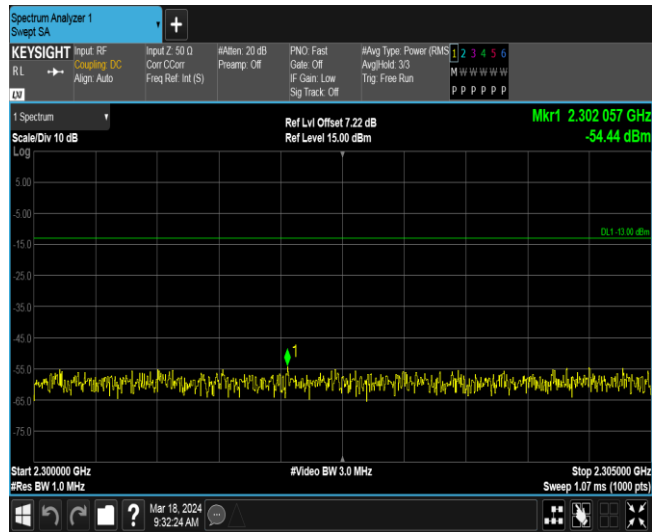 Spectrum Analyzer 1
Swept SA
+
KEYSIGHT
RL
LXI
Input: RF
Coupling: DC
Align: Auto
Input Z: 50 Ω
Corr CCorr
Freq Ref: Int (S)
#Atten: 20 dB
Preamp: Off
PNO: Fast
Gate: Off
IF Gain: Low
Sig Track: Off
#Avg Type: Power (RMS
Avg|Hold: 3/3
Trig: Free Run
1 2 3 4 5 6
M W W W W W
P P P P P P
1 Spectrum
Scale/Div 10 dB
Log
Ref Lvl Offset 7.22 dB
Ref Level 15.00 dBm
Mkr1 2.302 057 GHz
-54.44 dBm
5.00
-5.00
DL1 -13.00 dBm
-15.0
-25.0
-35.0
-45.0
1
-55.0
-65.0
-75.0
Start 2.300000 GHz
#Res BW 1.0 MHz
#Video BW 3.0 MHz
Stop 2.305000 GHz
Sweep 1.07 ms (1000 pts)
?
Mar 18, 2024
9:32:24 AM